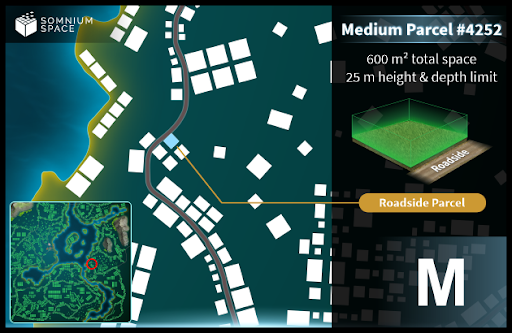 SOMNIUM
SPACE
Medium Parcel #4252
600 m² total space
25 m height & depth limit
Roadside
Roadside Parcel
M